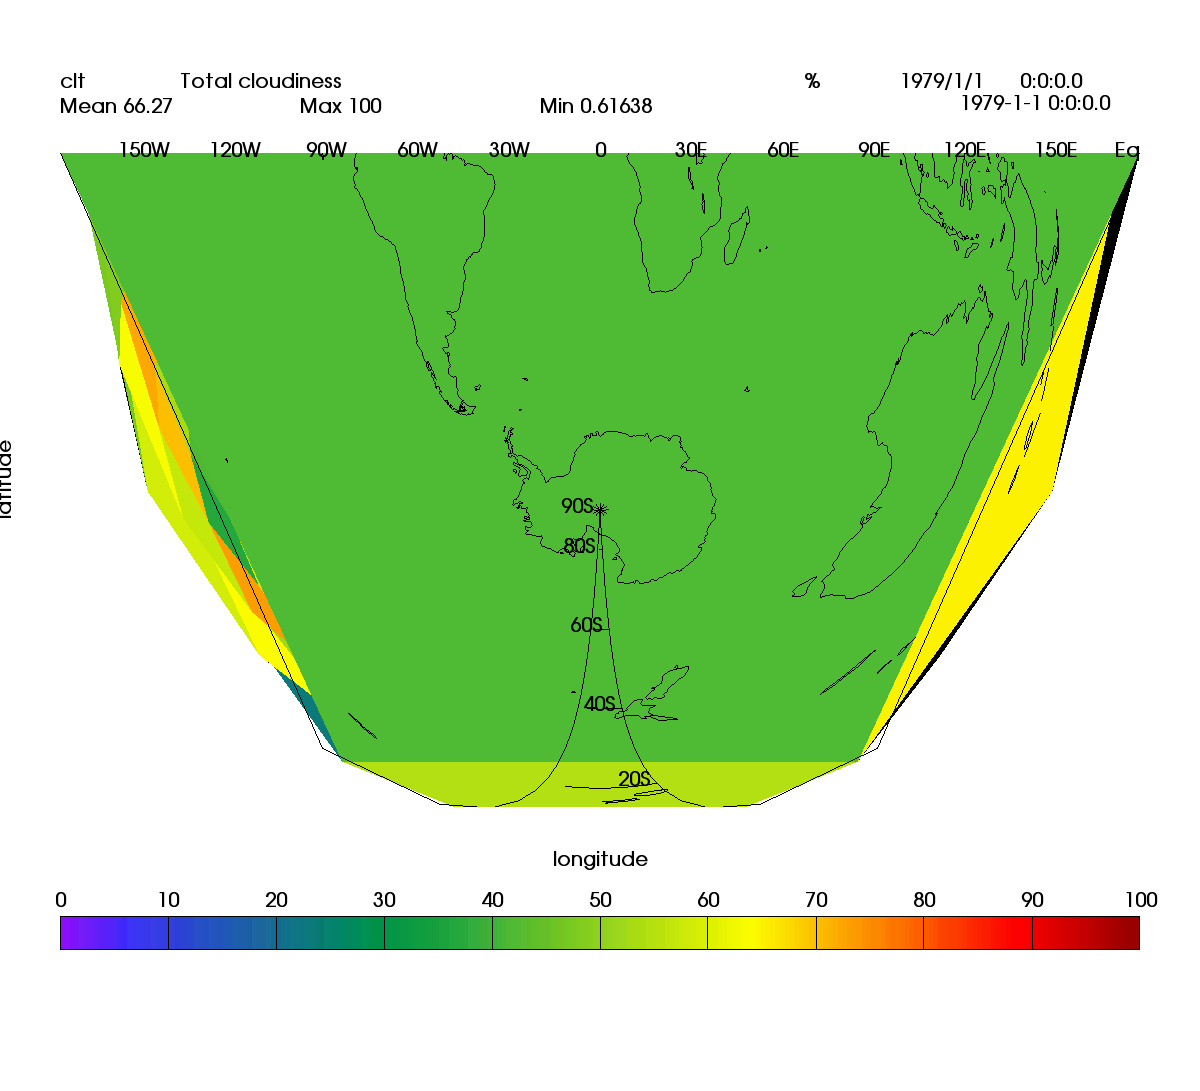 clt Total cloudiness % 1979/1/1 0:0:0.0
Mean 66.27 Max 100 Min 0.61638 1979-1-1 0:0:0.0
150W 120W 90W 60W 30W 0 30E 60E 90E 120E 150E Eq
latitude
90S
80S
60S
40S
20S
longitude
0 10 20 30 40 50 60 70 80 90 100